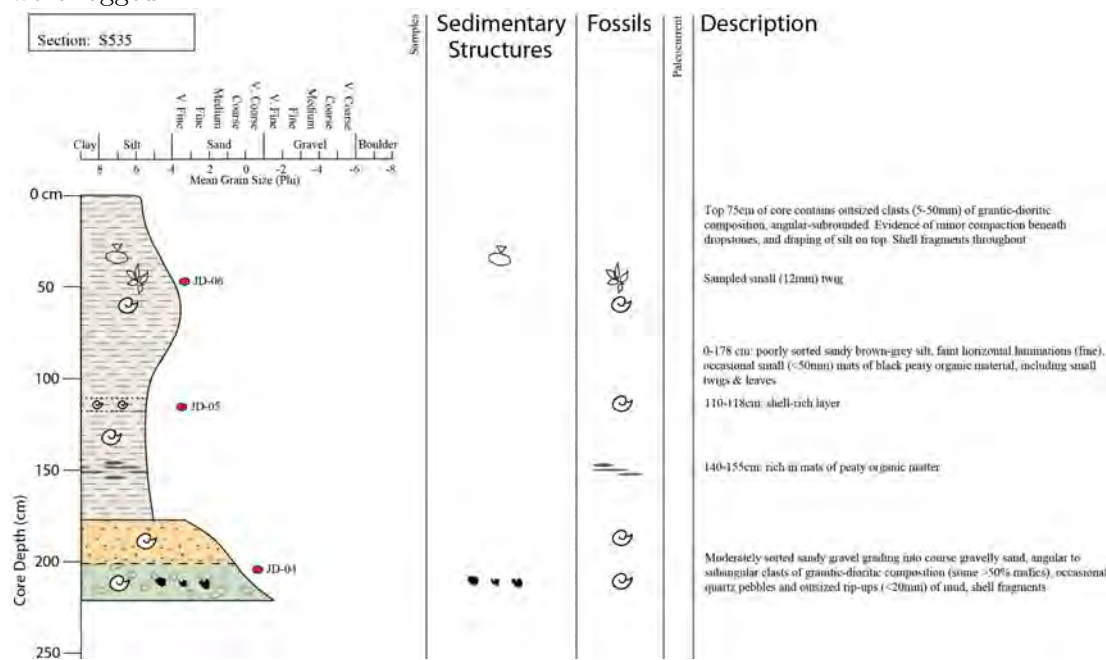 Section: S535
Samples
Sedimentary
Structures
Fossils
Paleocurrent
Description
V. Fine
Fine
Medium
Coarse
V. Coarse
V. Fine
Fine
Medium
Coarse
V. Coarse
Clay Silt Sand Gravel Boulder
8 6 4 2 0 -2 -4 -6 -8
Mean Grain Size (Phi)
0 cm
50
100
150
200
250
Core Depth (cm)
JD-06
JD-05
JD-04
Top 75cm of core contains outsized clasts (5-50mm) of grantic-dioritic
composition, angular-subrounded. Evidence of minor compaction beneath
dropstones, and draping of silt on top. Shell fragments throughout
Sampled small (12mm) twig
0-178 cm: poorly sorted sandy brown-grey silt, faint horizontal laminations (fine),
occasional small (<50mm) mats of black peaty organic material, including small
twigs & leaves
110-118cm: shell-rich layer
140-155cm: rich in mats of peaty organic matter
Moderately sorted sandy gravel grading into course gravelly sand, angular to
subangular clasts of granitic-dioritic composition (some >50% mafics), occasional
quartz pebbles and outsized rip-ups (<20mm) of mud, shell fragments